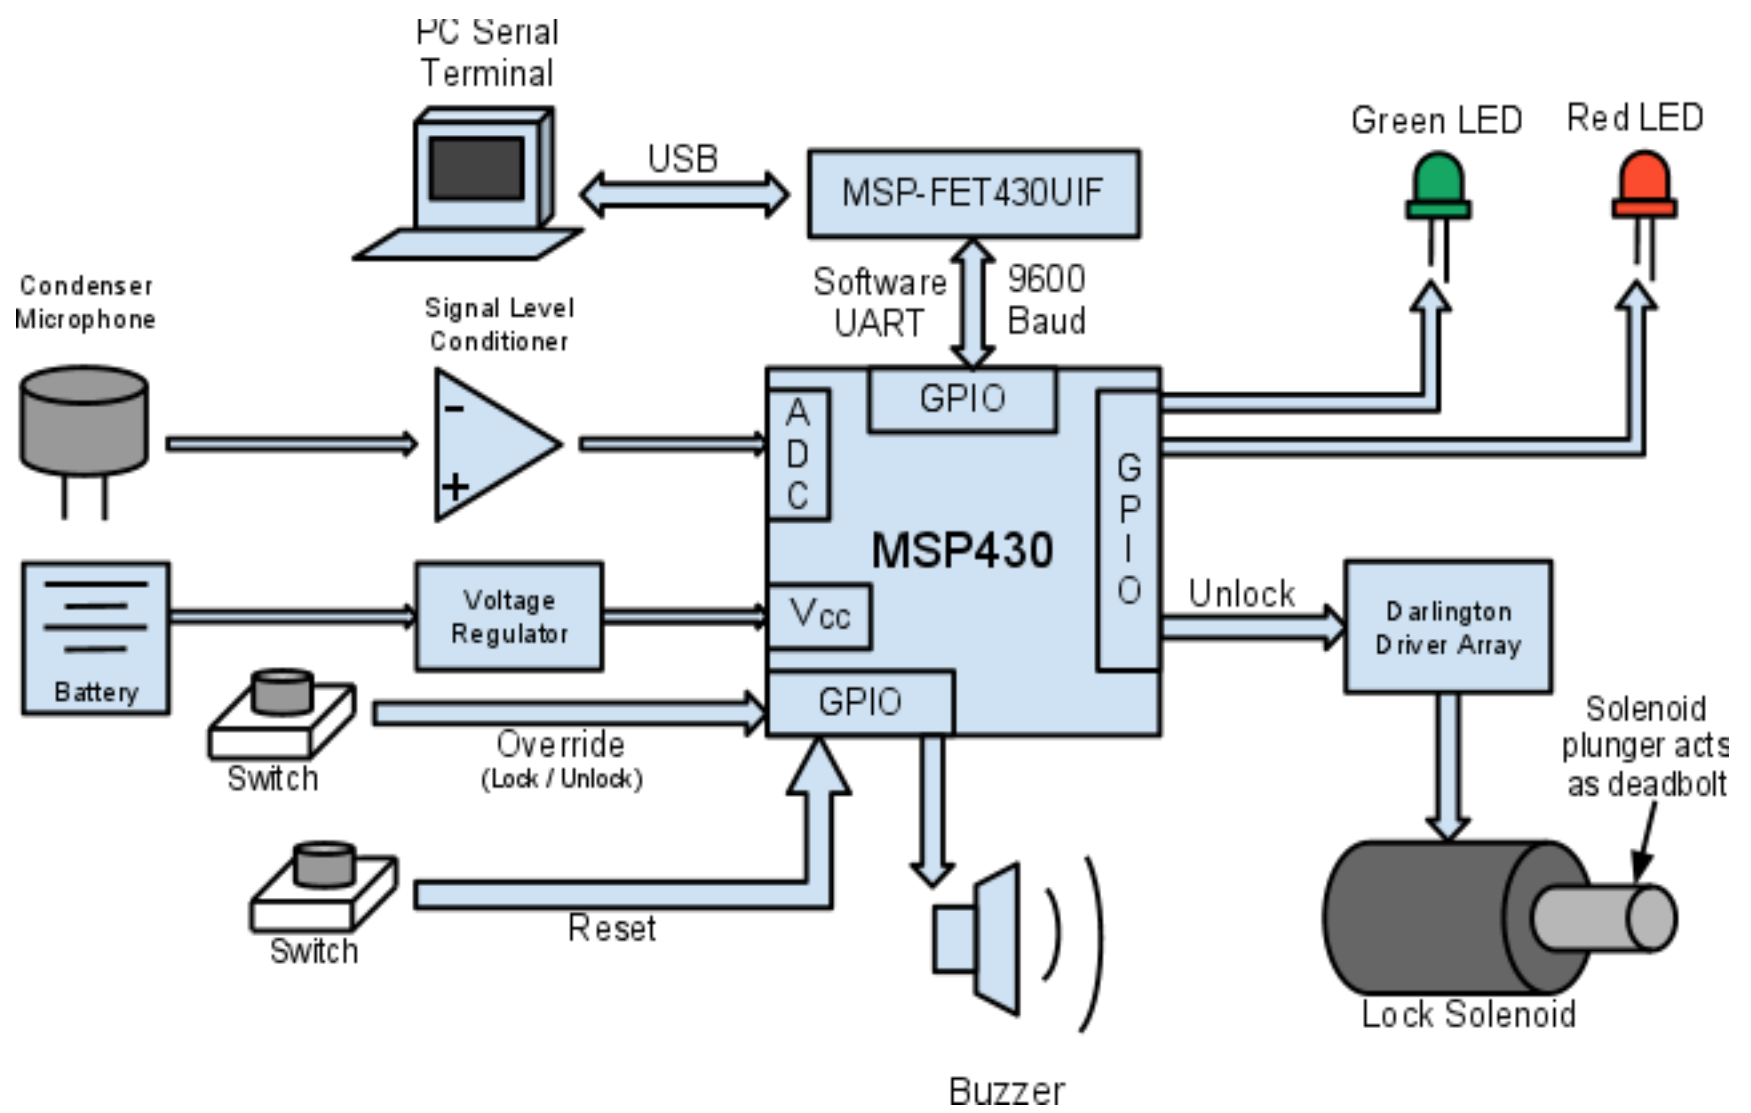 PC Serial
Terminal
USB
MSP-FET430UIF
Green LED
Red LED
Software
UART
9600
Baud
Condenser
Microphone
Signal Level
Conditioner
-
+
A
D
C
GPIO
G
P
I
O
MSP430
Vcc
GPIO
Battery
Voltage
Regulator
Switch
Override
(Lock / Unlock)
Switch
Reset
Buzzer
Unlock
Darlington
Driver Array
Solenoid
plunger acts
as deadbolt
Lock Solenoid